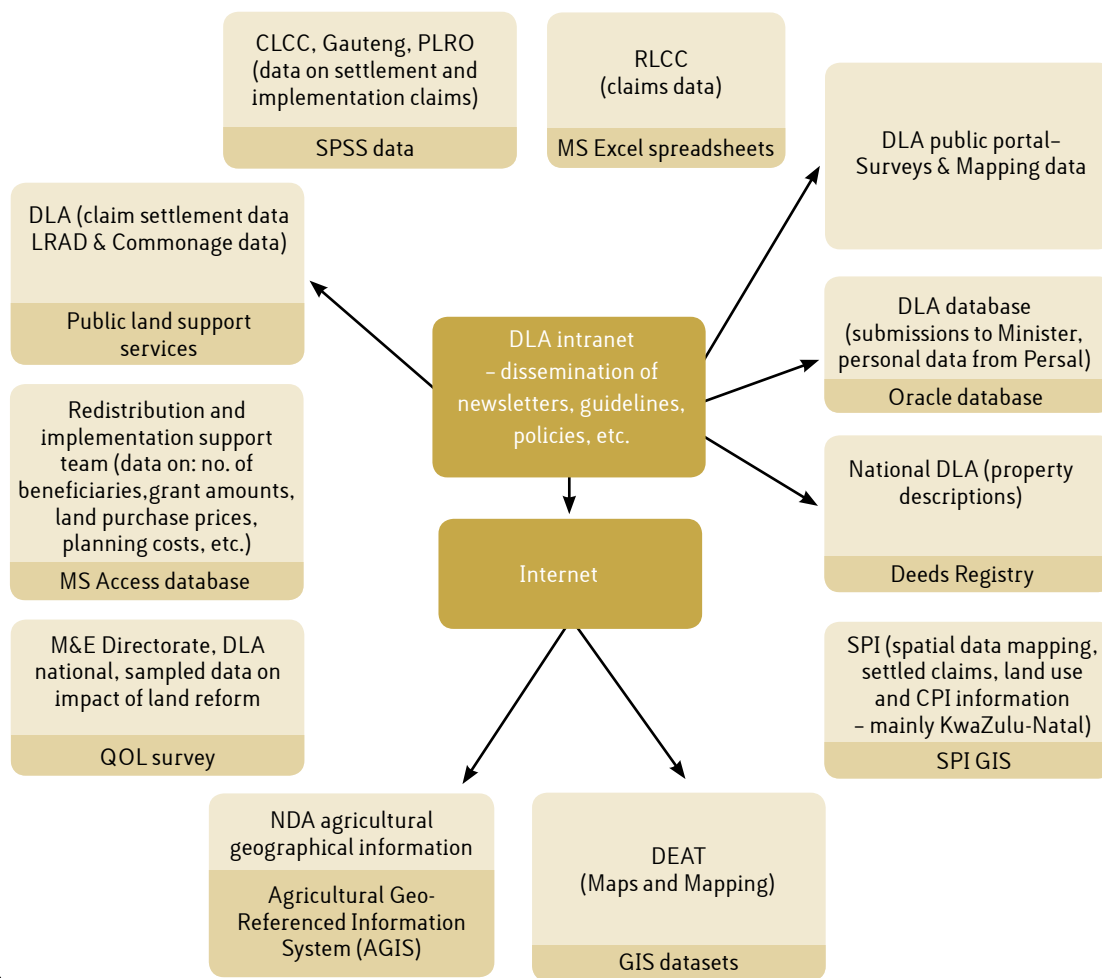 CLCC, Gauteng, PLRO
(data on settlement and
implementation claims)
SPSS data
RLCC
(claims data)
MS Excel spreadsheets
DLA public portal–
Surveys & Mapping data
DLA (claim settlement data
LRAD & Commonage data)
Public land support
services
DLA intranet
– dissemination of
newsletters, guidelines,
policies, etc.
DLA database
(submissions to Minister,
personal data from Persal)
Oracle database
Redistribution and
implementation support
team (data on: no. of
beneficiaries,grant amounts,
land purchase prices,
planning costs, etc.)
MS Access database
National DLA (property
descriptions)
Deeds Registry
Internet
M&E Directorate, DLA
national, sampled data on
impact of land reform
QOL survey
SPI (spatial data mapping,
settled claims, land use
and CPI information
– mainly KwaZulu-Natal)
SPI GIS
NDA agricultural
geographical information
Agricultural Geo-
Referenced Information
System (AGIS)
DEAT
(Maps and Mapping)
GIS datasets